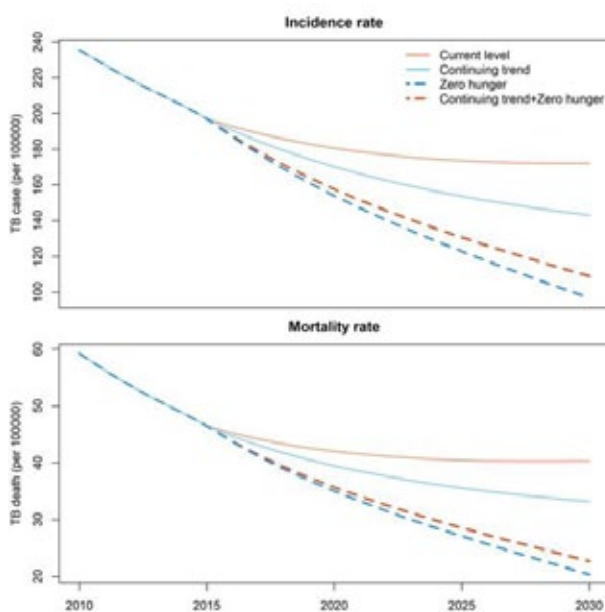 Incidence rate
TB case (per 100000)
240
220
200
180
160
140
120
100
Current level
Continuing trend
Zero hunger
Continuing trend+Zero hunger
Mortality rate
TB death (per 100000)
60
50
40
30
20
2010
2015
2020
2025
2030